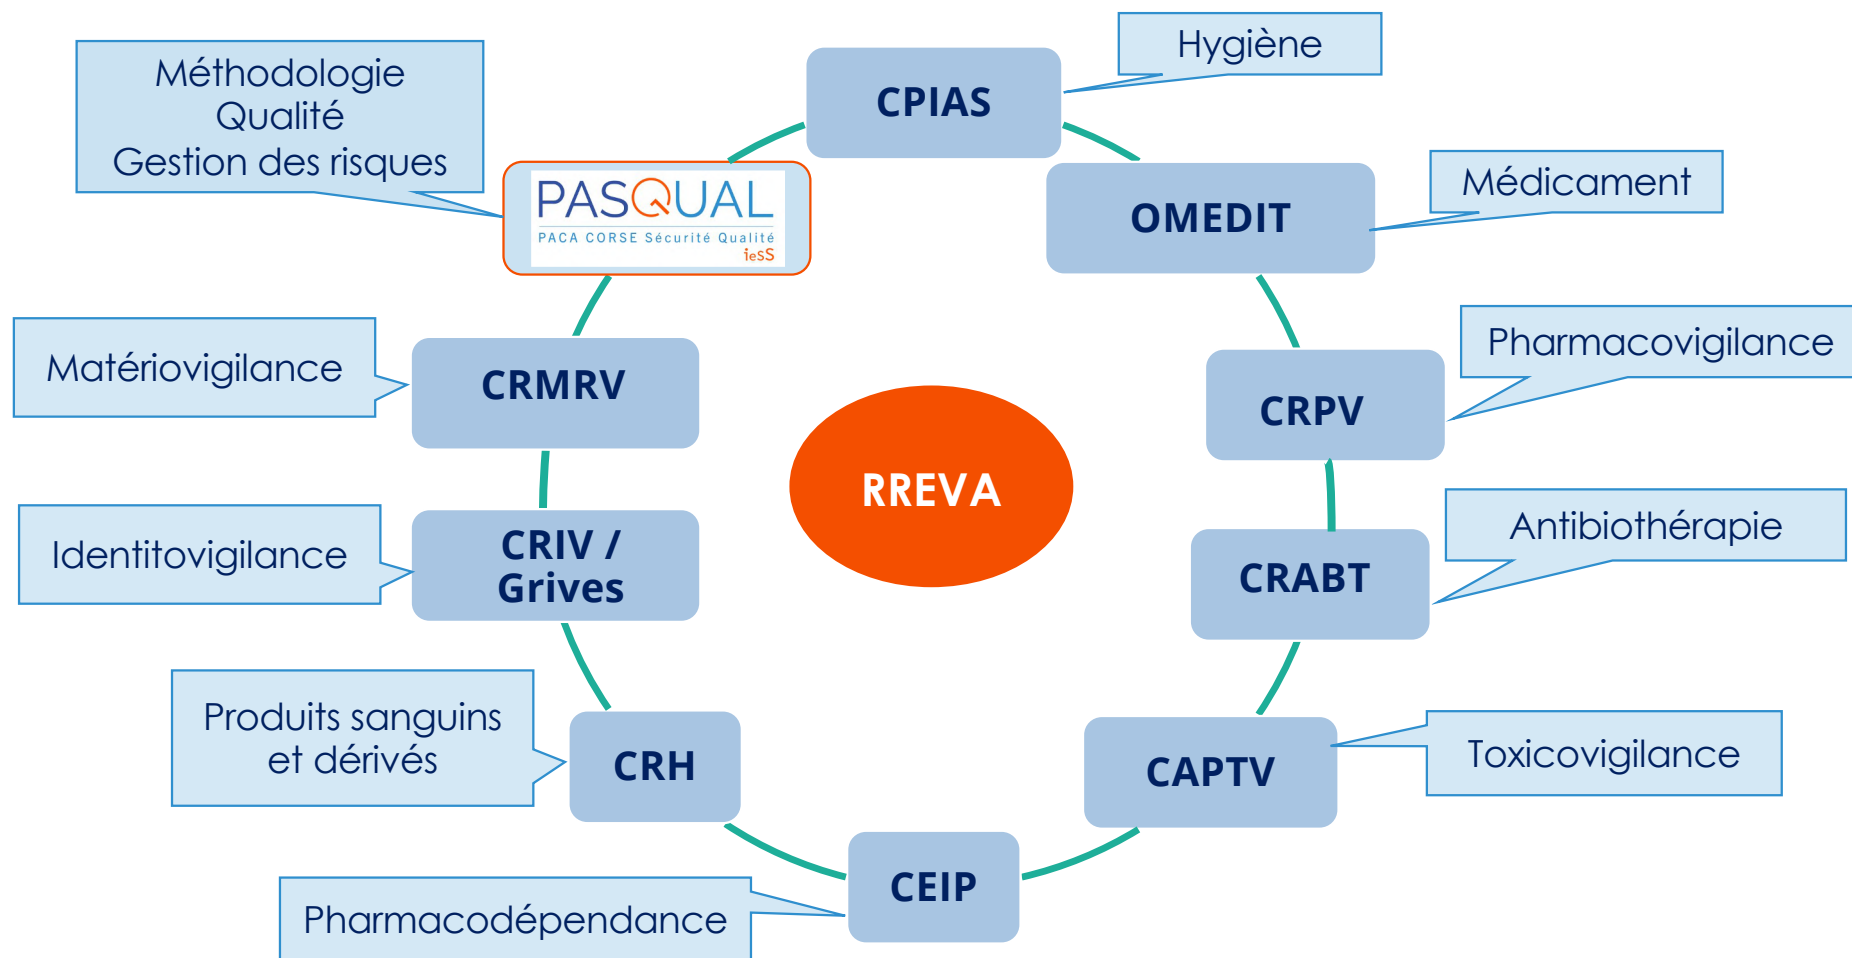 Méthodologie
Qualité
Gestion des risques
CPIAS
Hygiène
PASQUAL
PACA CORSE Sécurité Qualité
iesS
OMEDIT
Médicament
Matériovigilance
CRMRV
CRPV
Pharmacovigilance
RREVA
Identitovigilance
CRIV /
Grives
CRABT
Antibiothérapie
Produits sanguins
et dérivés
CRH
CAPTV
Toxicovigilance
CEIP
Pharmacodépendance